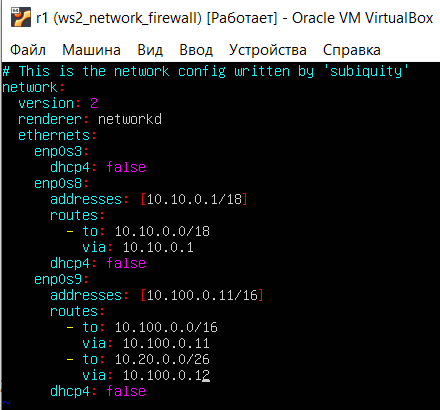 r1 (ws2_network_firewall) [Работает] - Oracle VM VirtualBox
Файл Машина Вид Ввод Устройства Справка
# This is the network config written by 'subiquity'
network:
  version: 2
  renderer: networkd
  ethernets:
    enp0s3:
      dhcp4: false
    enp0s8:
      addresses: [10.10.0.1/18]
      routes:
        - to: 10.10.0.0/18
          via: 10.10.0.1
      dhcp4: false
    enp0s9:
      addresses: [10.100.0.11/16]
      routes:
        - to: 10.100.0.0/16
          via: 10.100.0.11
        - to: 10.20.0.0/26
          via: 10.100.0.12
      dhcp4: false
~